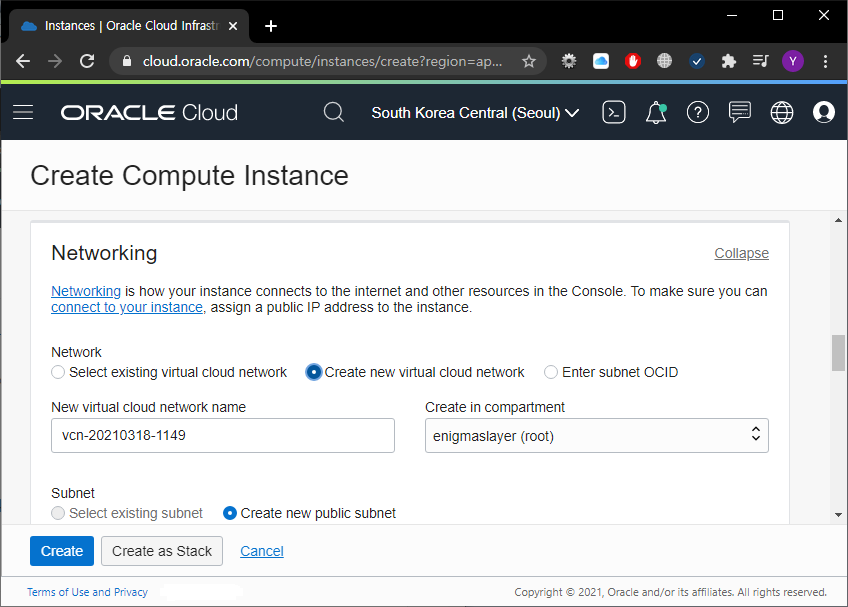 Instances | Oracle Cloud Infrastr
cloud.oracle.com/compute/instances/create?region=ap...
Y
ORACLE Cloud
South Korea Central (Seoul)
Create Compute Instance
Networking
Collapse
Networking is how your instance connects to the internet and other resources in the Console. To make sure you can
connect to your instance, assign a public IP address to the instance.
Network
Select existing virtual cloud network
Create new virtual cloud network
Enter subnet OCID
New virtual cloud network name
Create in compartment
vcn-20210318-1149
enigmaslayer (root)
Subnet
Select existing subnet
Create new public subnet
Create
Create as Stack
Cancel
Terms of Use and Privacy
Copyright © 2021, Oracle and/or its affiliates. All rights reserved.